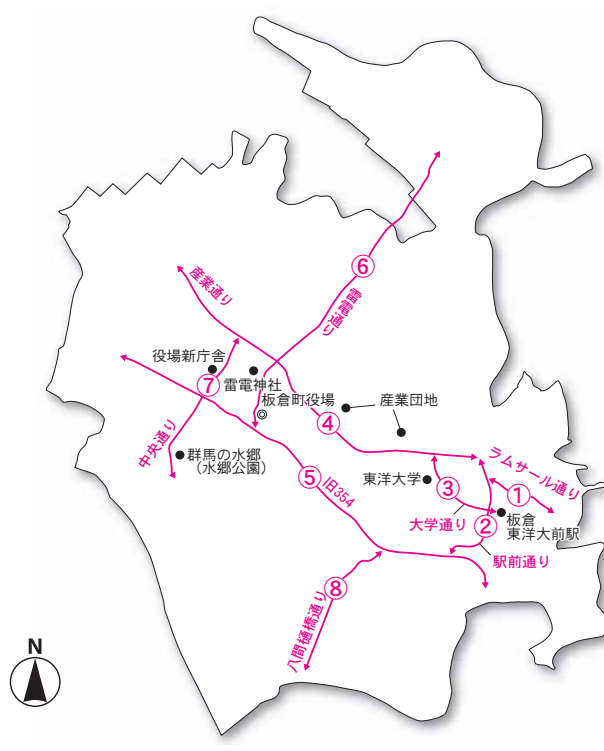 ⑥
雷電通り
産業通り
役場新庁舎
⑦
雷電神社
板倉町役場
産業団地
④
中央通り
群馬の水郷
(水郷公園)
⑤
旧354
東洋大学
③
ラムサール通り
①
大学通り
②
板倉
東洋大前駅
駅前通り
⑧
八間樋橋通り
N